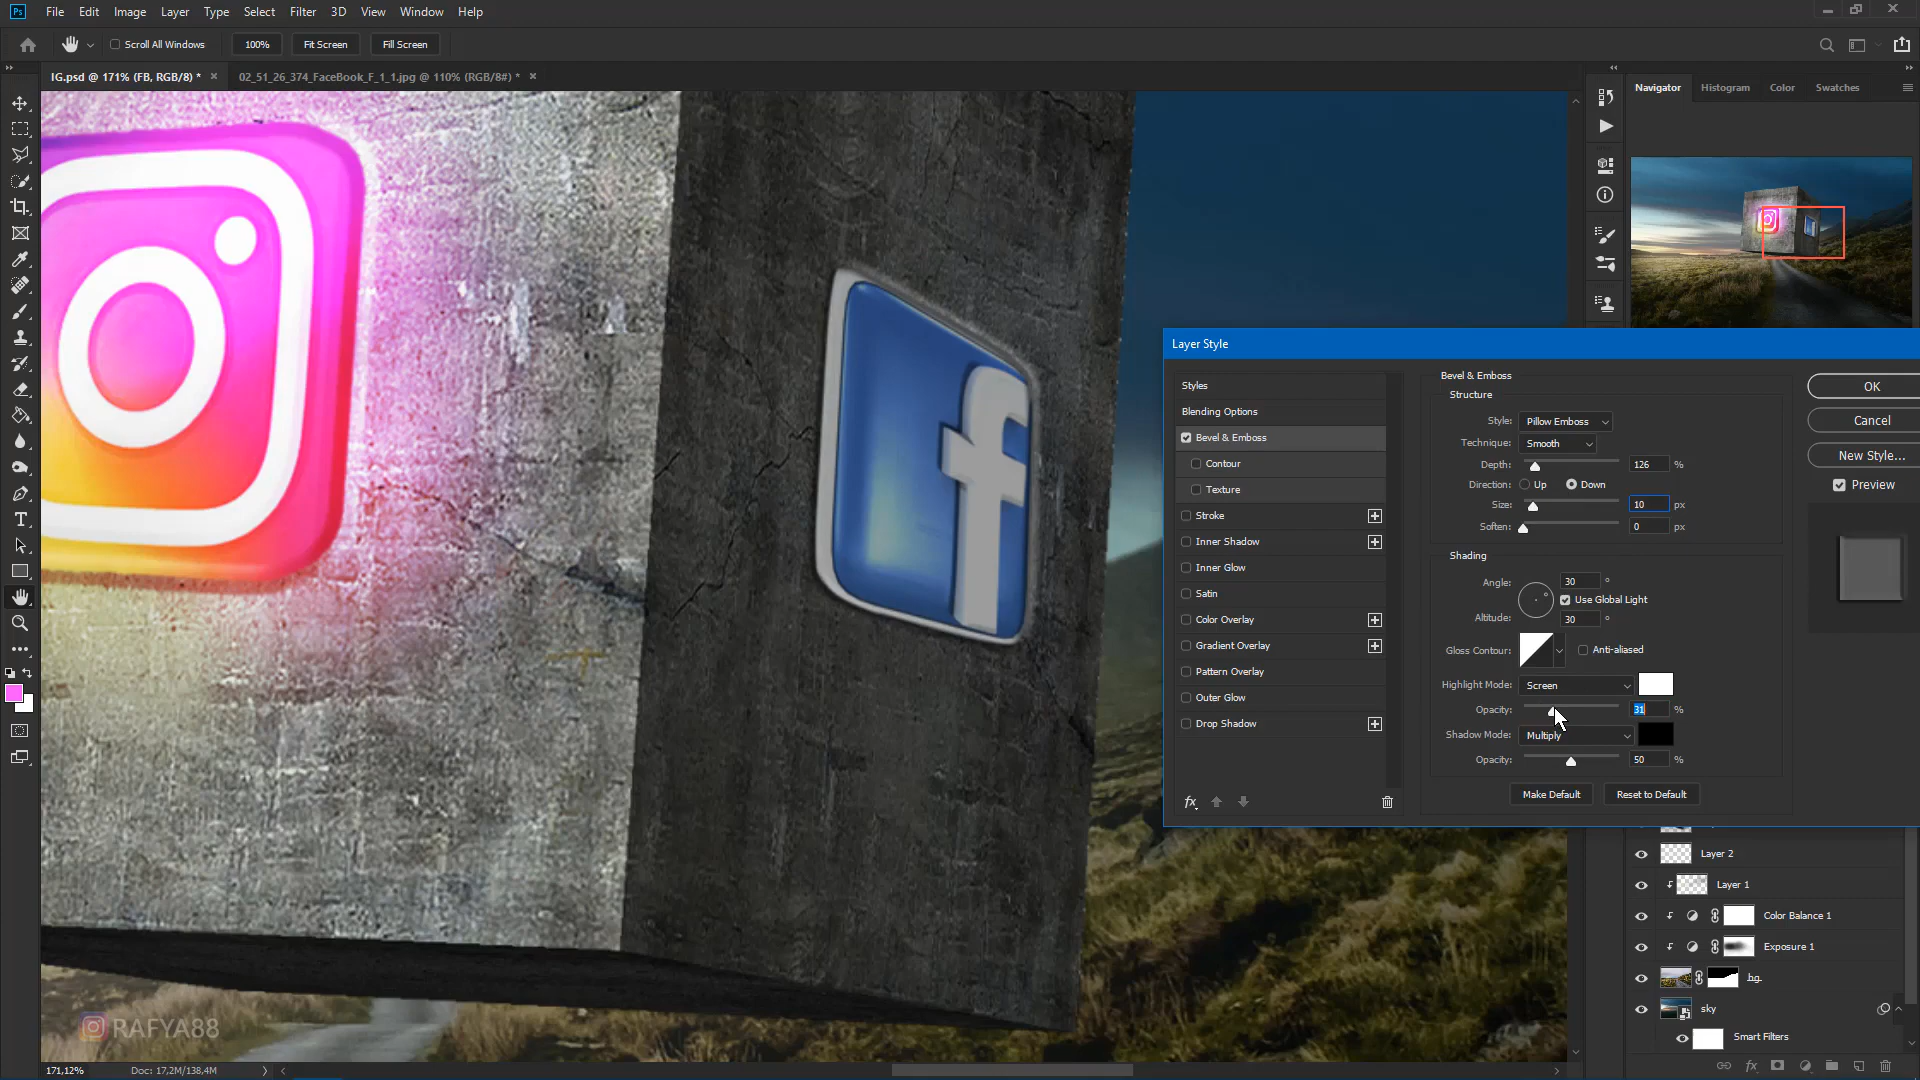 Ps File Edit Image Layer Type Select Filter 3D View Window Help
Scroll All Windows 100% Fit Screen Fill Screen
IG.psd @ 171% (FB, RGB/8) * × 02_51_26_374_FaceBook_F_1_1.jpg @ 110% (RGB/8#) * ×
Navigator Histogram Color Swatches
Layer Style
Styles
Blending Options
Bevel & Emboss
Contour
Texture
Stroke
Inner Shadow
Inner Glow
Satin
Color Overlay
Gradient Overlay
Pattern Overlay
Outer Glow
Drop Shadow
fx
Bevel & Emboss
Structure
Style: Pillow Emboss
Technique: Smooth
Depth: 126 %
Direction: Up Down
Size: 10 px
Soften: 0 px
Shading
Angle: 30 °
Use Global Light
Altitude: 30 °
Gloss Contour: Anti-aliased
Highlight Mode: Screen
Opacity: 31 %
Shadow Mode: Multiply
Opacity: 50 %
Make Default Reset to Default
OK
Cancel
New Style...
Preview
Layer 2
Layer 1
Color Balance 1
Exposure 1
bg
sky
Smart Filters
f
RAFYA88
171,12% Doc: 17,2M/138,4M
fx